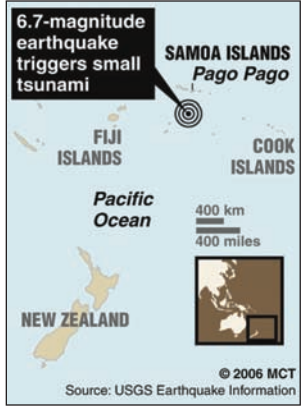 6.7-magnitude
earthquake
triggers small
tsunami
SAMOA ISLANDS
Pago Pago
FIJI
ISLANDS
COOK
ISLANDS
Pacific
Ocean
400 km
400 miles
NEW ZEALAND
© 2006 MCT
Source: USGS Earthquake Information